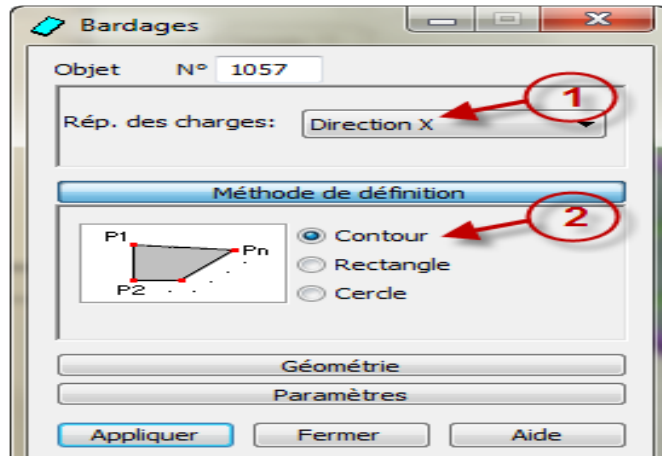 Bardages
Objet N° 1057
1
Rép. des charges: Direction X
Méthode de définition
2
P1
Pn
P2
Contour
Rectangle
Cercle
Géométrie
Paramètres
Appliquer Fermer Aide